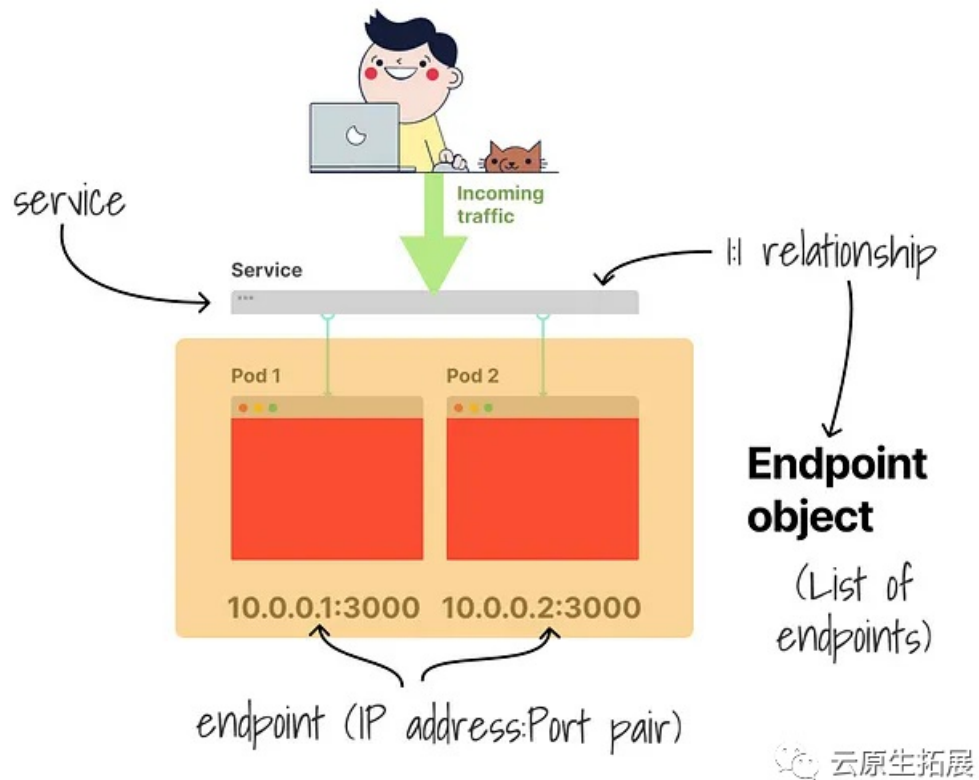 service
Incoming
traffic
1:1 relationship
Service
Pod 1
Pod 2
Endpoint
object
(List of
endpoints)
10.0.0.1:3000
10.0.0.2:3000
endpoint (IP address:Port pair)
云原生拓展